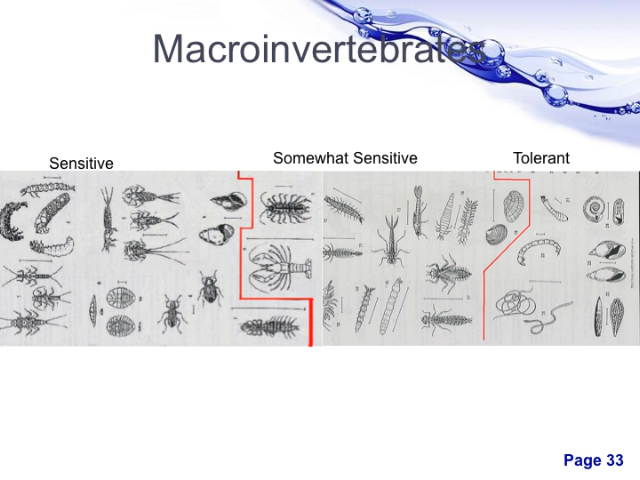 Macroinvertebrates
Sensitive
Somewhat Sensitive
Tolerant
Page 33